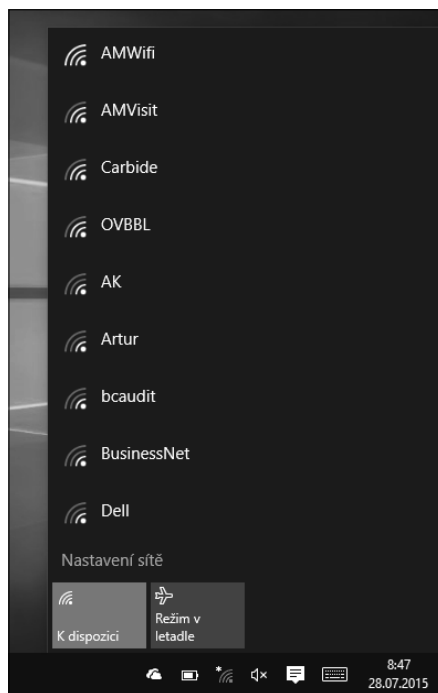 AMWifi
AMVisit
Carbide
OVBBL
AK
Artur
bcaudit
BusinessNet
Dell
Nastavení sítě
K dispozici
Režim v
letadle
8:47
28.07.2015